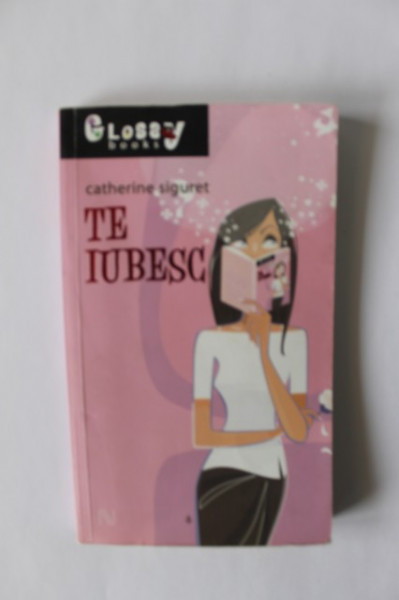 Glossy
books
catherine siguret
TE
IUBESC